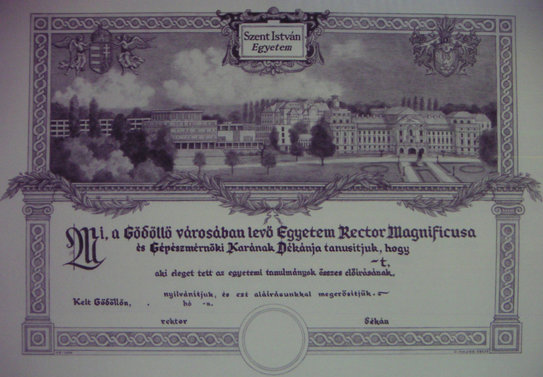 Szent István
Egyetem
Mi, a Gödöllő városában levő Egyetem Rector Magnificusa
és Gépészmérnöki Karának Dékánja tanusitjuk, hogy
-t,
aki eleget tett az egyetemi tanulmányok összes előírásának,
nyilvánítjuk, és ezt aláírásunkkal megerősítjük.
Kelt Gödöllőn, . hó -n.
rektor dékán